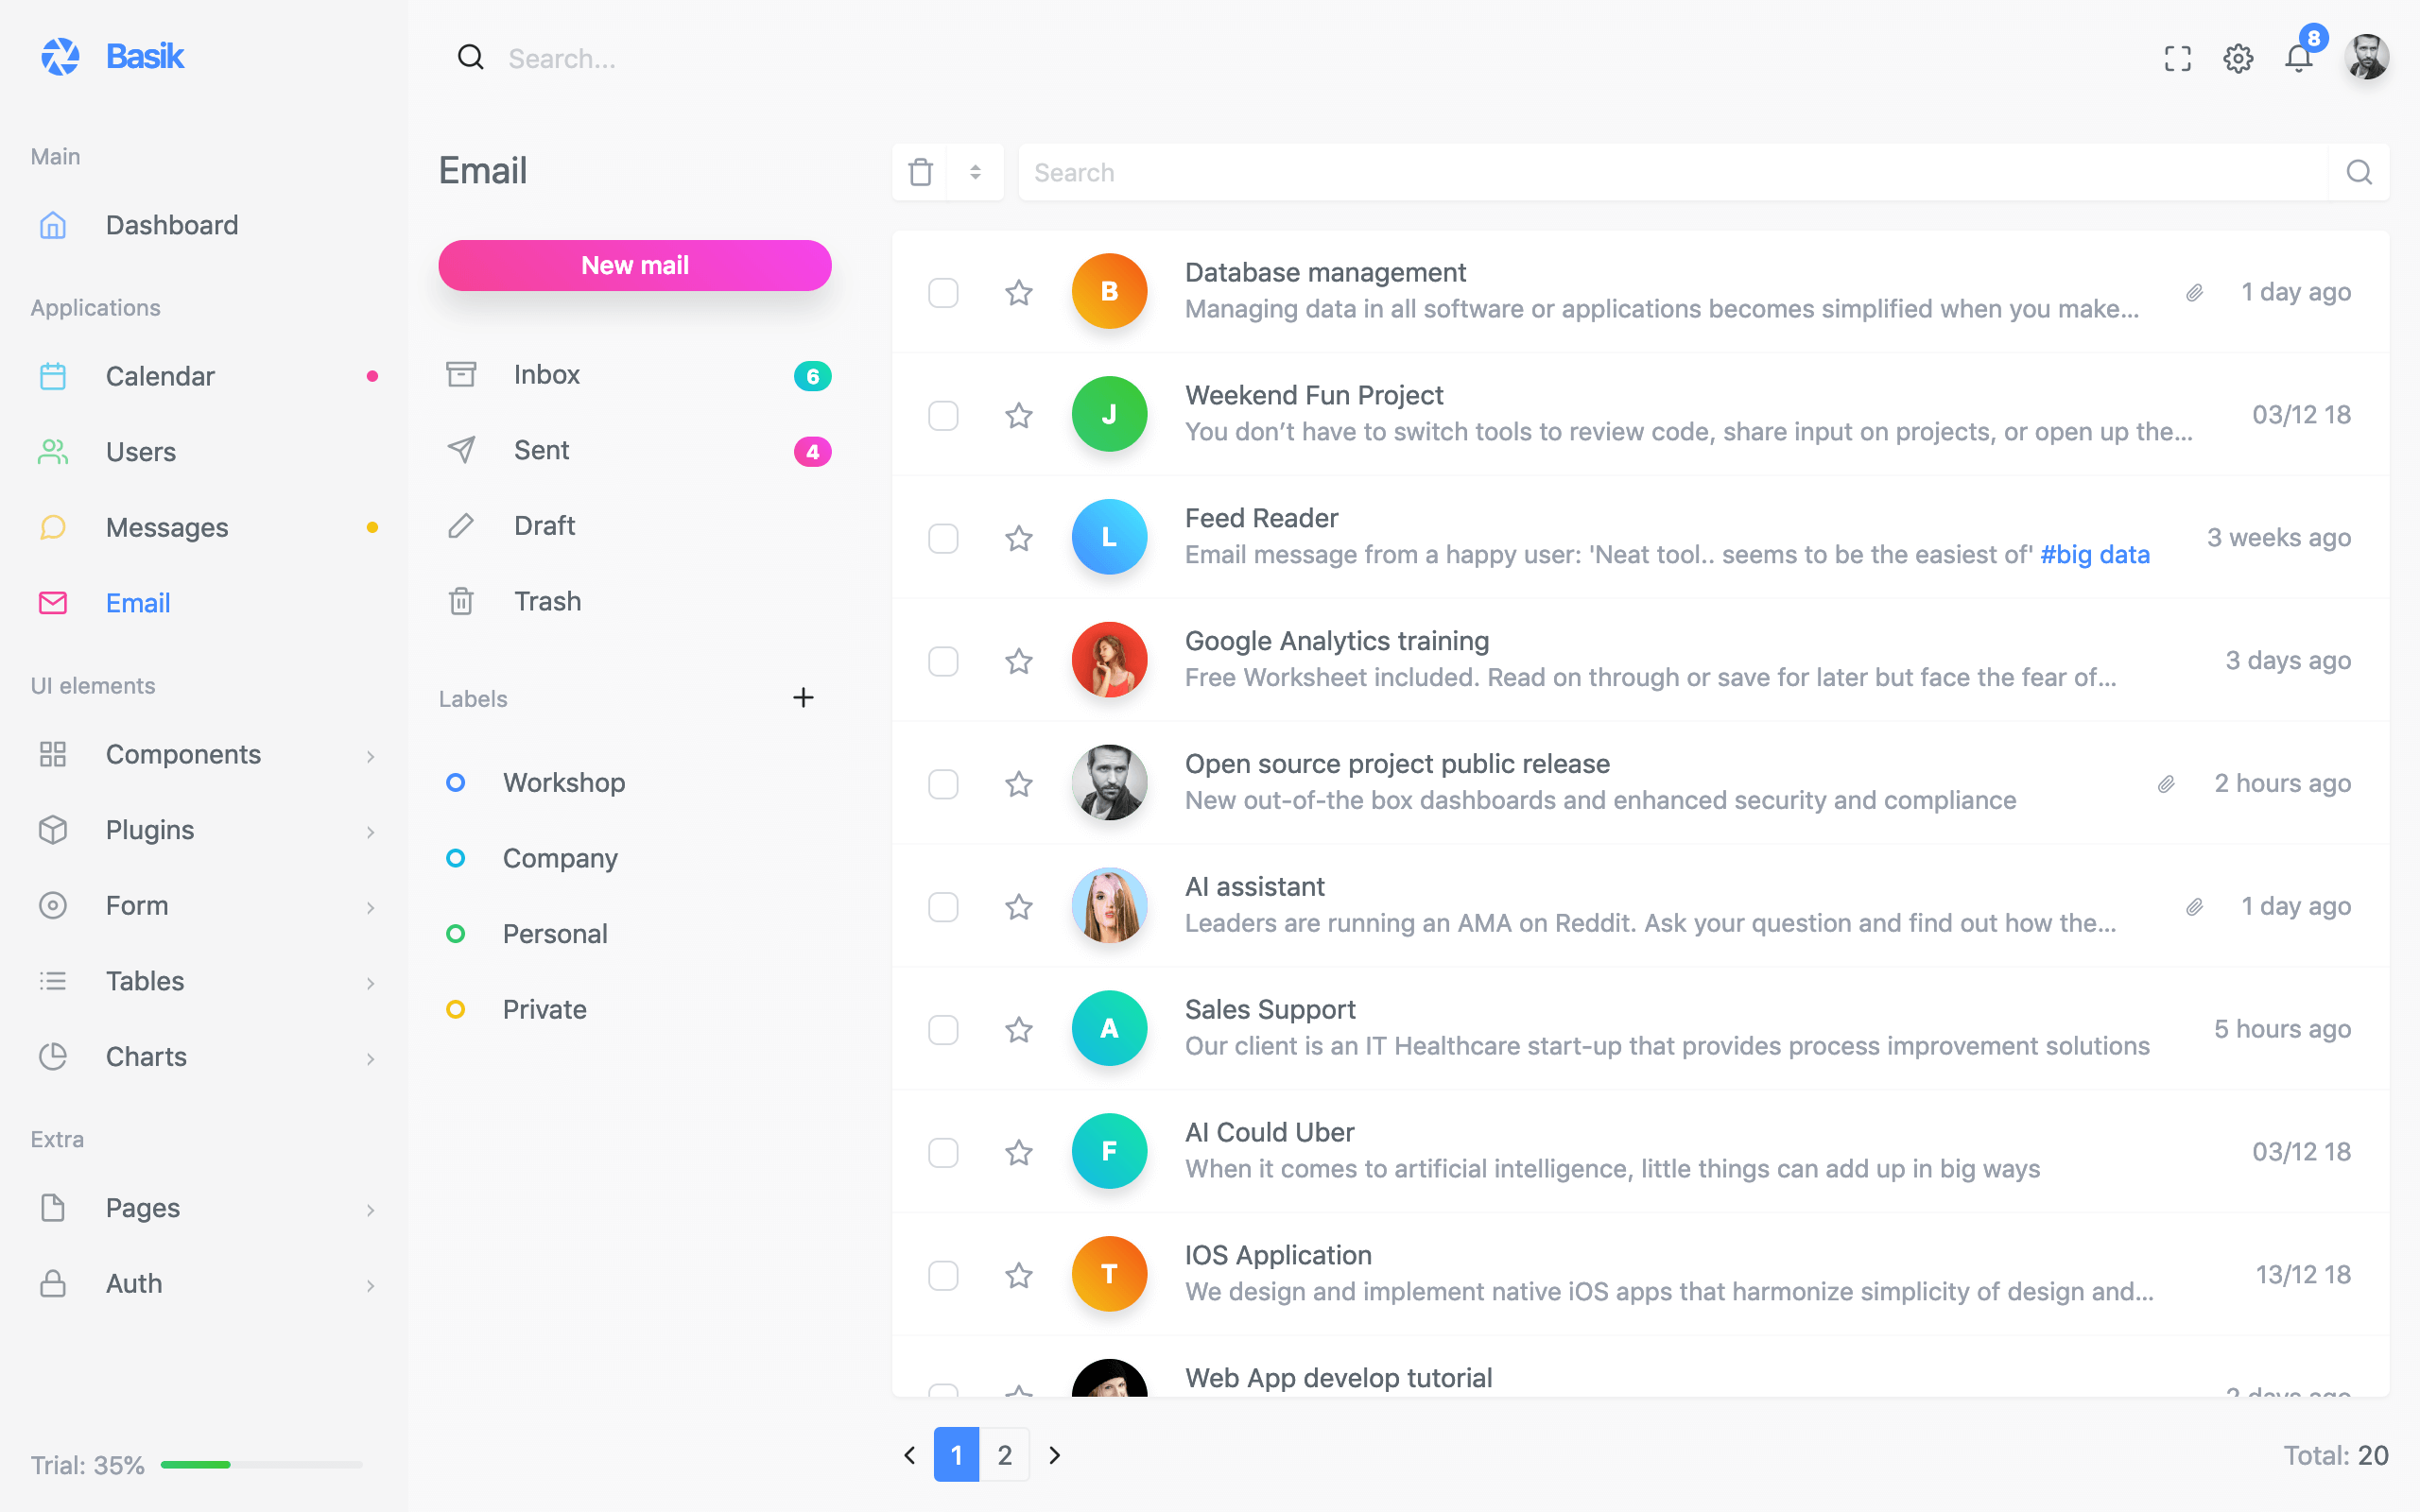 Basik
Search...
8
Main
Dashboard
Applications
Calendar
Users
Messages
Email
UI elements
Components
Plugins
Form
Tables
Charts
Extra
Pages
Auth
Trial: 35%
Email
New mail
Inbox
6
Sent
4
Draft
Trash
Labels
Workshop
Company
Personal
Private
Search
B
Database management
Managing data in all software or applications becomes simplified when you make...
1 day ago
J
Weekend Fun Project
You don’t have to switch tools to review code, share input on projects, or open up the...
03/12 18
L
Feed Reader
Email message from a happy user: 'Neat tool.. seems to be the easiest of' #big data
3 weeks ago
Google Analytics training
Free Worksheet included. Read on through or save for later but face the fear of...
3 days ago
Open source project public release
New out-of-the box dashboards and enhanced security and compliance
2 hours ago
AI assistant
Leaders are running an AMA on Reddit. Ask your question and find out how the...
1 day ago
A
Sales Support
Our client is an IT Healthcare start-up that provides process improvement solutions
5 hours ago
F
AI Could Uber
When it comes to artificial intelligence, little things can add up in big ways
03/12 18
T
IOS Application
We design and implement native iOS apps that harmonize simplicity of design and...
13/12 18
Web App develop tutorial
2 days ago
1
2
Total: 20